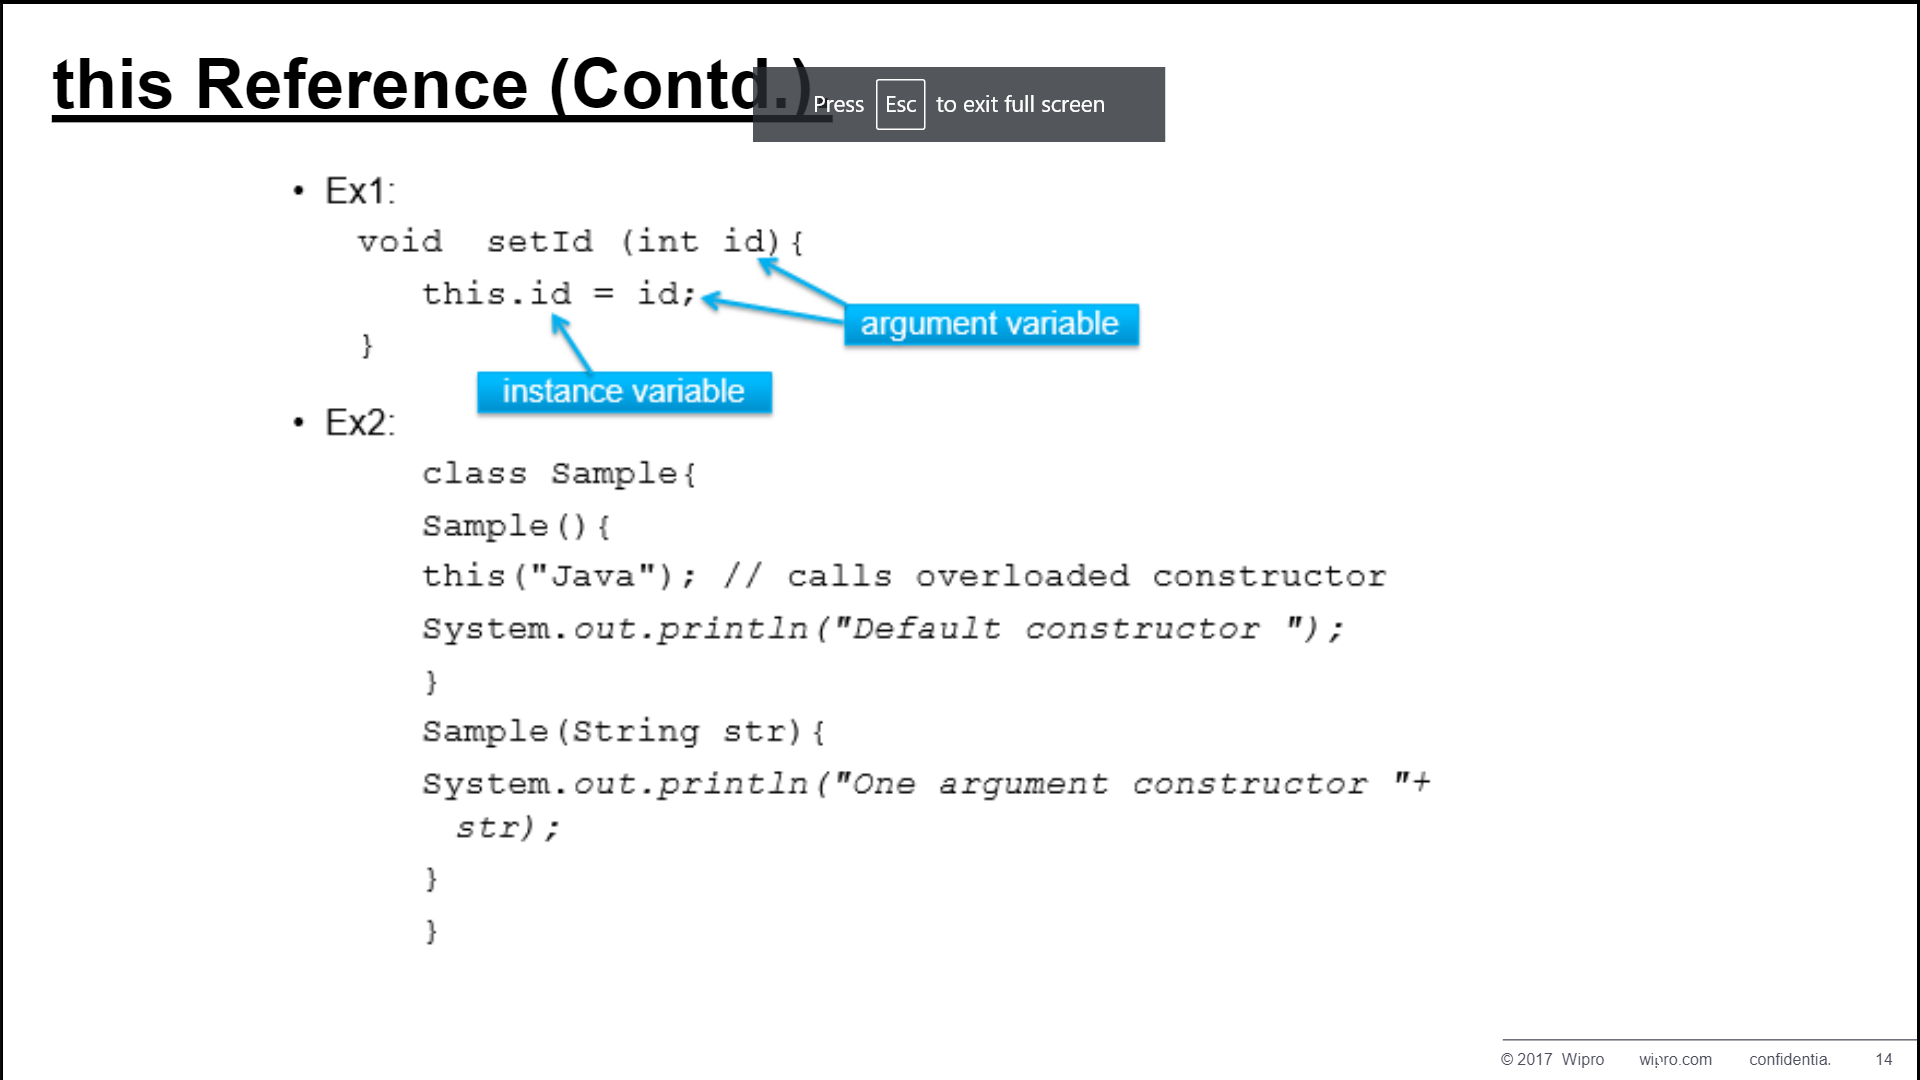 this Reference (Contd.)
Press Esc to exit full screen
• Ex1:
void setId (int id){
this.id = id;
argument variable
}
instance variable
• Ex2:
class Sample{
Sample(){
this("Java"); // calls overloaded constructor
System.out.println("Default constructor ");
}
Sample(String str){
System.out.println("One argument constructor "+
str);
}
}
© 2017 Wipro wipro.com confidentia. 14